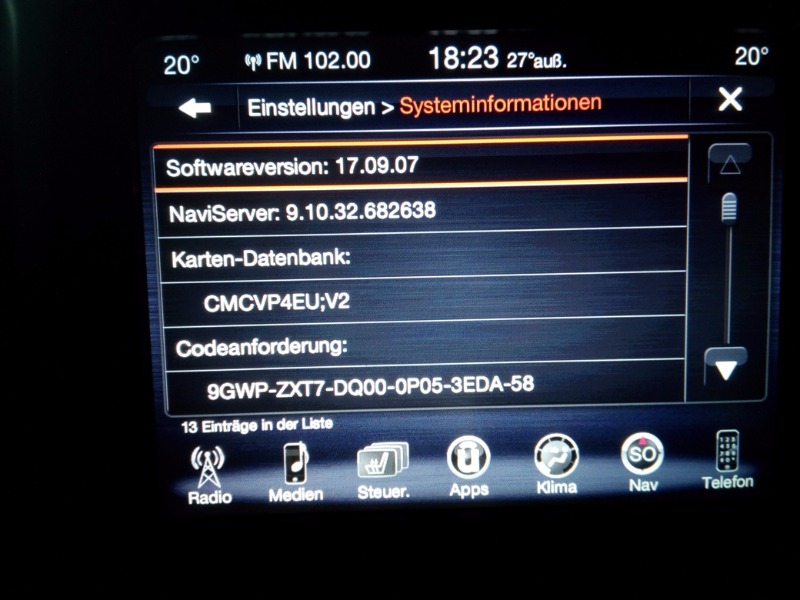 20° FM 102.00 18:23 27°auß. 20°
Einstellungen > Systeminformationen X
Softwareversion: 17.09.07
NaviServer: 9.10.32.682638
Karten-Datenbank:
CMCVP4EU;V2
Codeanforderung:
9GWP-ZXT7-DQ00-0P05-3EDA-58
13 Einträge in der Liste
SO
Radio Medien Steuer. Apps Klima Nav Telefon